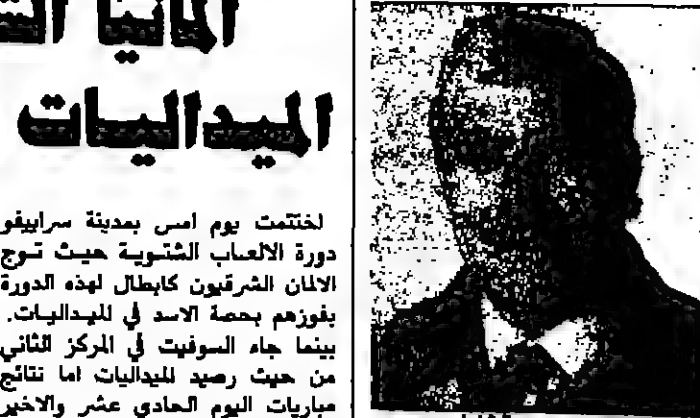 المانيا
الميداليات
اختتمت يوم امس بمدينة سراييفو
دورة الالعاب الشتوية حيث توج
الالمان الشرقيون كابطال لهذه الدورة
بفوزهم بحصة الاسد في الميداليات.
بينما جاء السوفيت في المركز الثاني
من حيث رصيد الميداليات اما نتائج
مباريات اليوم الحادي عشر والاخير